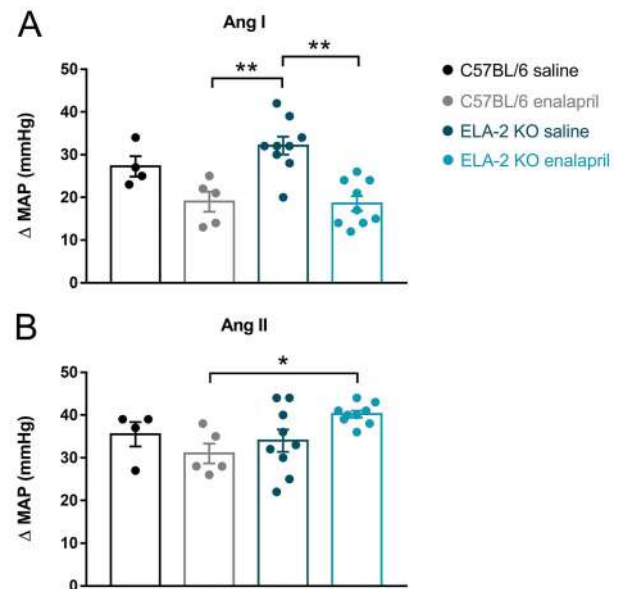 A
Ang I
**
**
50
40
30
20
10
0
Δ MAP (mmHg)
C57BL/6 saline
C57BL/6 enalapril
ELA-2 KO saline
ELA-2 KO enalapril
B
Ang II
*
50
40
30
40
20
10
0
Δ MAP (mmHg)